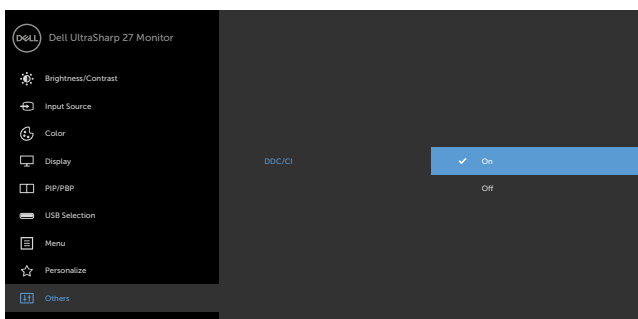 DELL
Dell UltraSharp 27 Monitor
Brightness/Contrast
Input Source
Color
Display
DDC/CI
On
Off
PIP/PBP
USB Selection
Menu
Personalize
Others